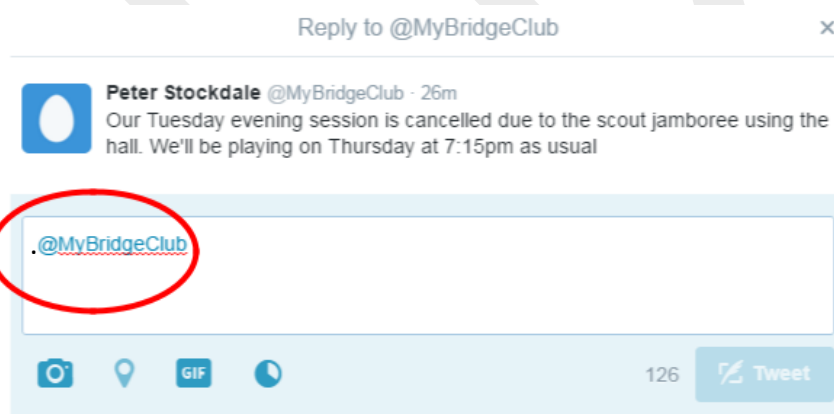 Reply to @MyBridgeClub ×
Peter Stockdale @MyBridgeClub · 26m
Our Tuesday evening session is cancelled due to the scout jamboree using the
hall. We'll be playing on Thursday at 7:15pm as usual
.@MyBridgeClub
GIF 126 Tweet